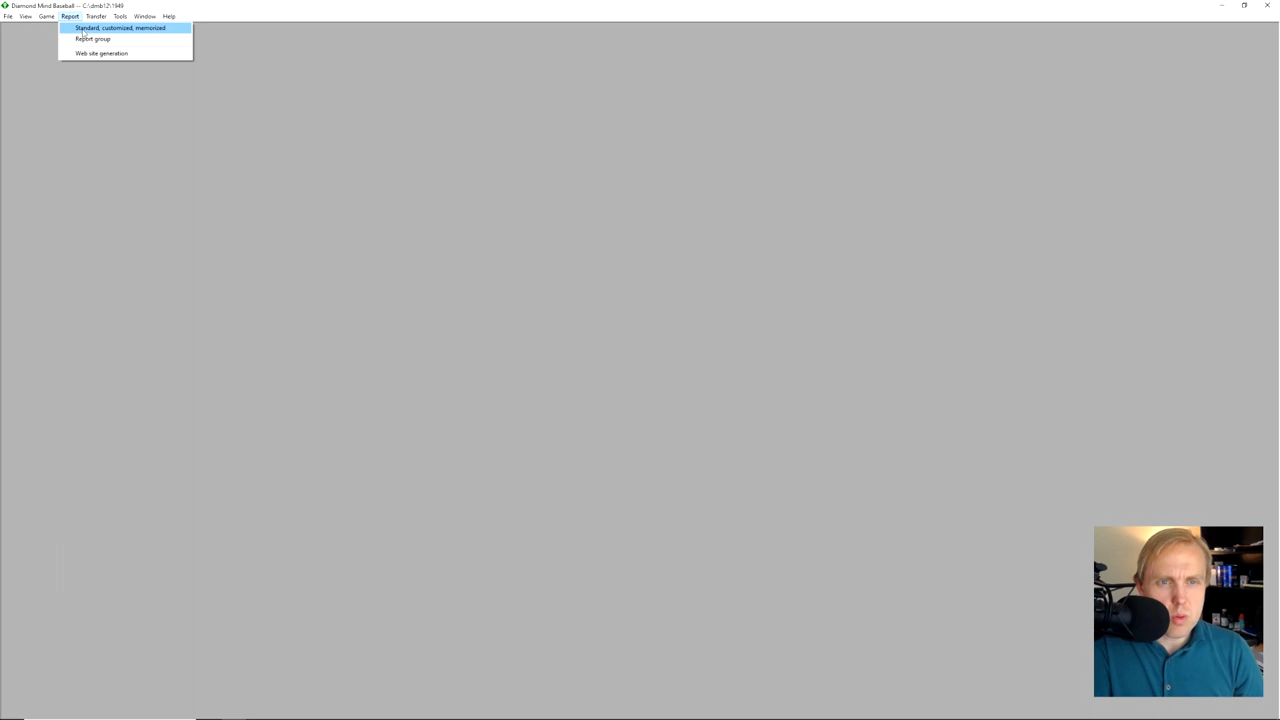 Diamond Mind Baseball -- C:\dmb12\1949
File View Game Report Transfer Tools Window Help
Standard, customized, memorized
Report group
Web site generation